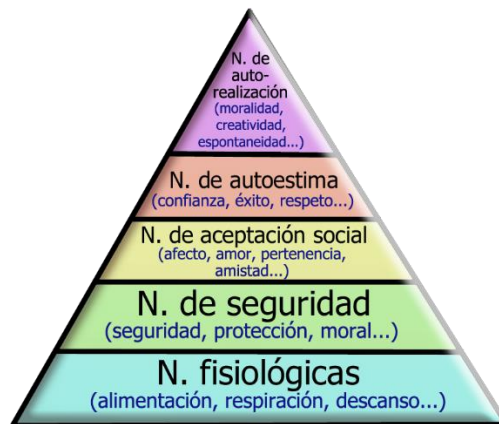 N. de
auto-
realización
(moralidad,
creatividad,
espontaneidad...)
N. de autoestima
(confianza, éxito, respeto...)
N. de aceptación social
(afecto, amor, pertenencia,
amistad...)
N. de seguridad
(seguridad, protección, moral...)
N. fisiológicas
(alimentación, respiración, descanso...)